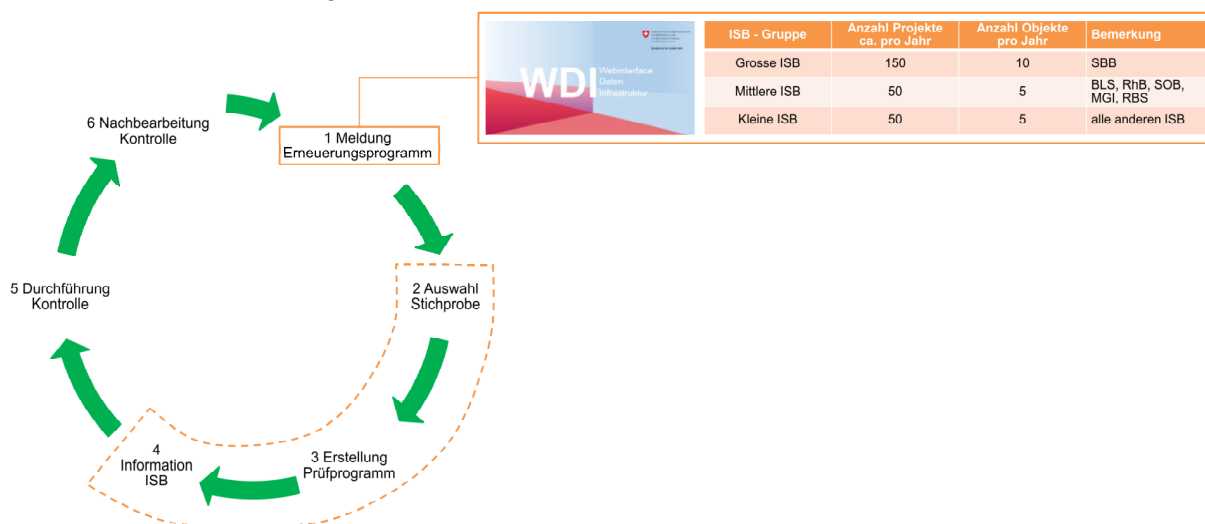 WDI
Webinterface
Daten
Infrastruktur
ISB - Gruppe
Anzahl Projekte
ca. pro Jahr
Anzahl Objekte
pro Jahr
Bemerkung
Grosse ISB
150
10
SBB
Mittlere ISB
50
5
BLS, RhB, SOB,
MGI, RBS
Kleine ISB
50
5
alle anderen ISB
1 Meldung
Erneuerungsprogramm
2 Auswahl
Stichprobe
3 Erstellung
Prüfprogramm
4
Information
ISB
5 Durchführung
Kontrolle
6 Nachbearbeitung
Kontrolle